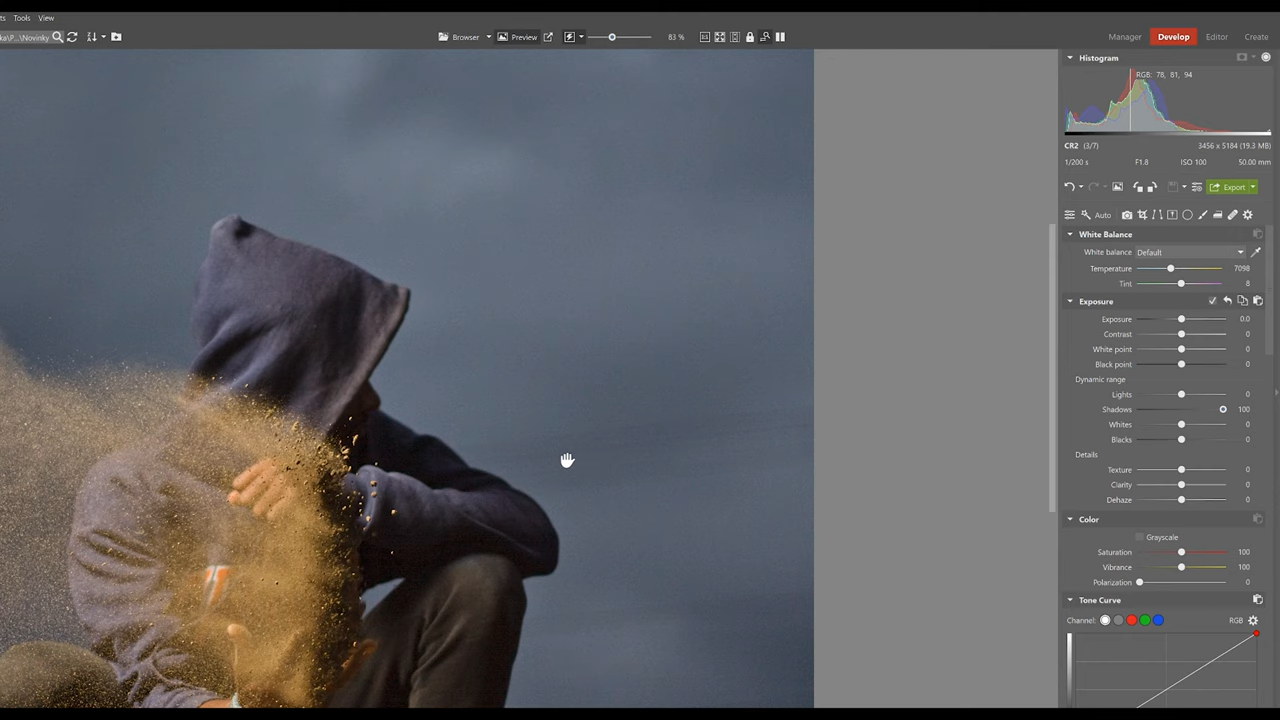 ts Tools View
ka\P...\Novinky Browser Preview 83 % Manager Develop Editor Create
Histogram
RGB: 78, 81, 94
CR2 (3/7) 3456 x 5184 (19.3 MB)
1/200 s F1.8 ISO 100 50.00 mm
Export
Auto
White Balance
White balance Default
Temperature 7098
Tint 8
Exposure
Exposure 0.0
Contrast 0
White point 0
Black point 0
Dynamic range
Lights 0
Shadows 100
Whites 0
Blacks 0
Details
Texture 0
Clarity 0
Dehaze 0
Color
Grayscale
Saturation 100
Vibrance 100
Polarization 0
Tone Curve
Channel: RGB